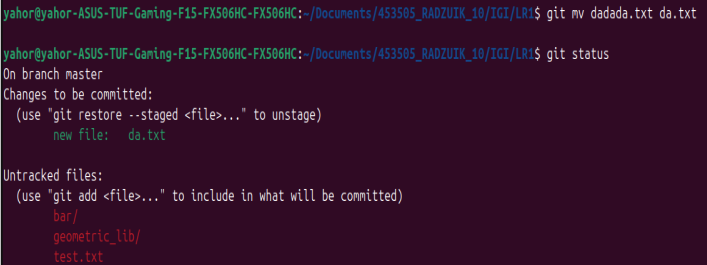 yahor@yahor-ASUS-TUF-Gaming-F15-FX506HC-FX506HC:~/Documents/453505_RADZUIK_10/IGI/LR1$ git mv dadada.txt da.txt
yahor@yahor-ASUS-TUF-Gaming-F15-FX506HC-FX506HC:~/Documents/453505_RADZUIK_10/IGI/LR1$ git status
On branch master
Changes to be committed:
  (use "git restore --staged <file>..." to unstage)
        new file:   da.txt

Untracked files:
  (use "git add <file>..." to include in what will be committed)
        bar/
        geometric_lib/
        test.txt